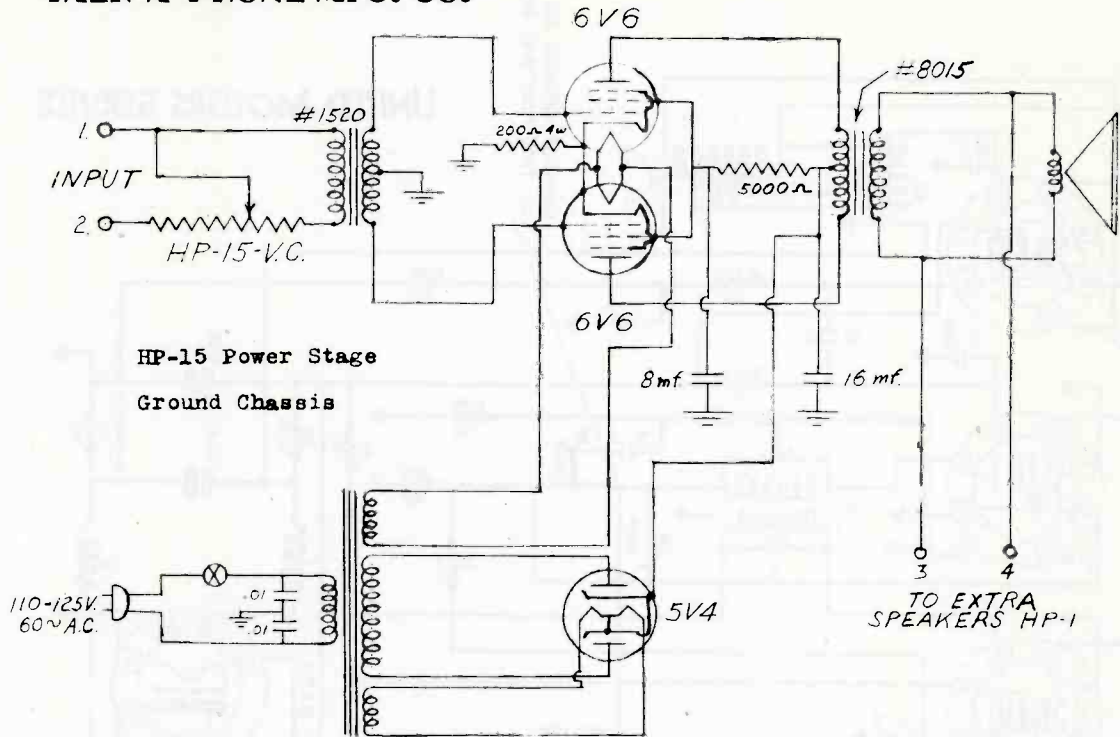 6V6
#8015
#1520
1.
200Ω 4W
INPUT
5000Ω
2.
HP-15-V.C.
6V6
HP-15 Power Stage
8mf.
16 mf.
Ground Chassis
3
4
110-125V.
60~A.C.
.01
.01
5V4
TO EXTRA
SPEAKERS HP-1